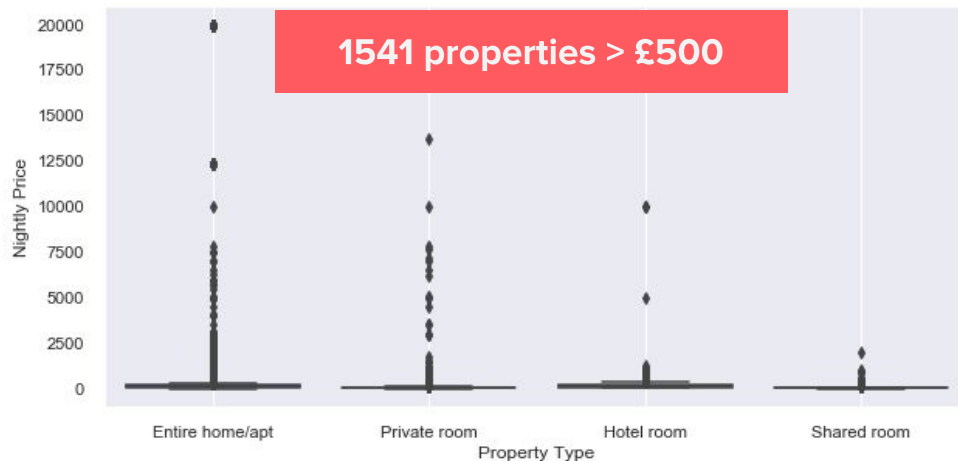 1541 properties > £500
20000
17500
15000
12500
10000
7500
5000
2500
0
Nightly Price
Entire home/apt Private room Hotel room Shared room
Property Type